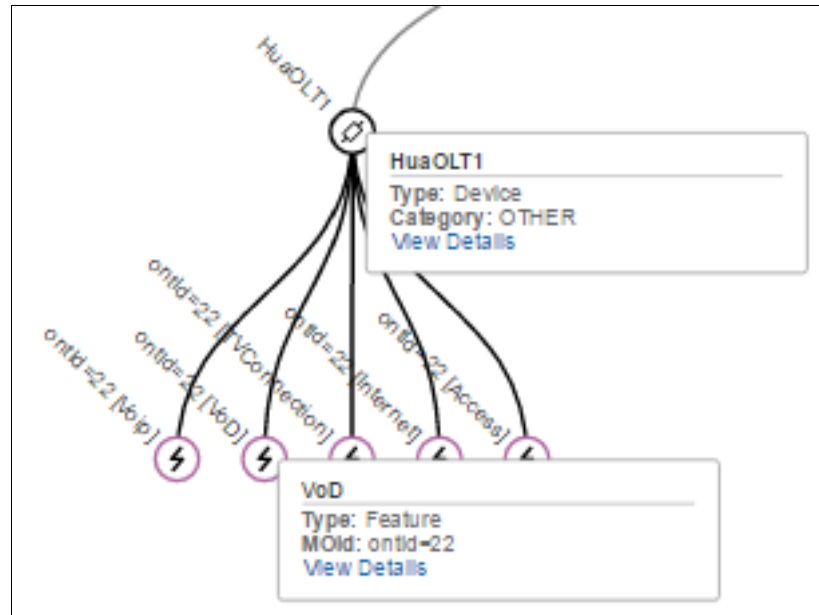 HuaOLT1
HuaOLT1
Type: Device
Category: OTHER
View Details
ontId=22 [Voip]
ontId=22 [VoD]
ontId=22 [TVConnection]
ontId=22 [Internet]
ontId=22 [Access]
VoD
Type: Feature
MOId: ontId=22
View Details